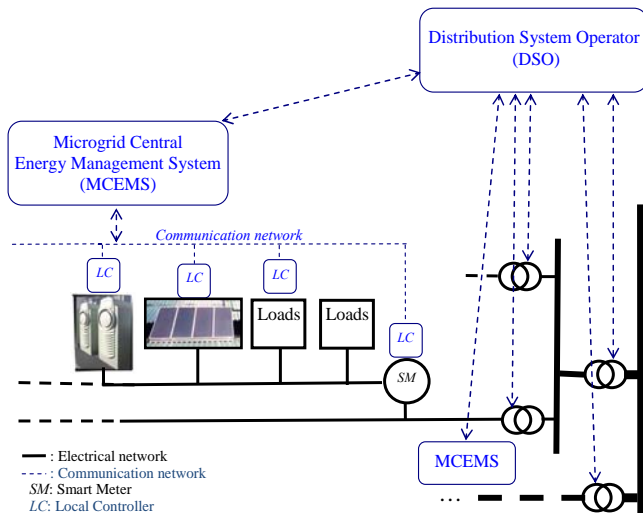 Distribution System Operator
(DSO)
Microgrid Central
Energy Management System
(MCEMS)
Communication network
LC
LC
LC
Loads
Loads
LC
SM
MCEMS
...
: Electrical network
: Communication network
SM: Smart Meter
LC: Local Controller